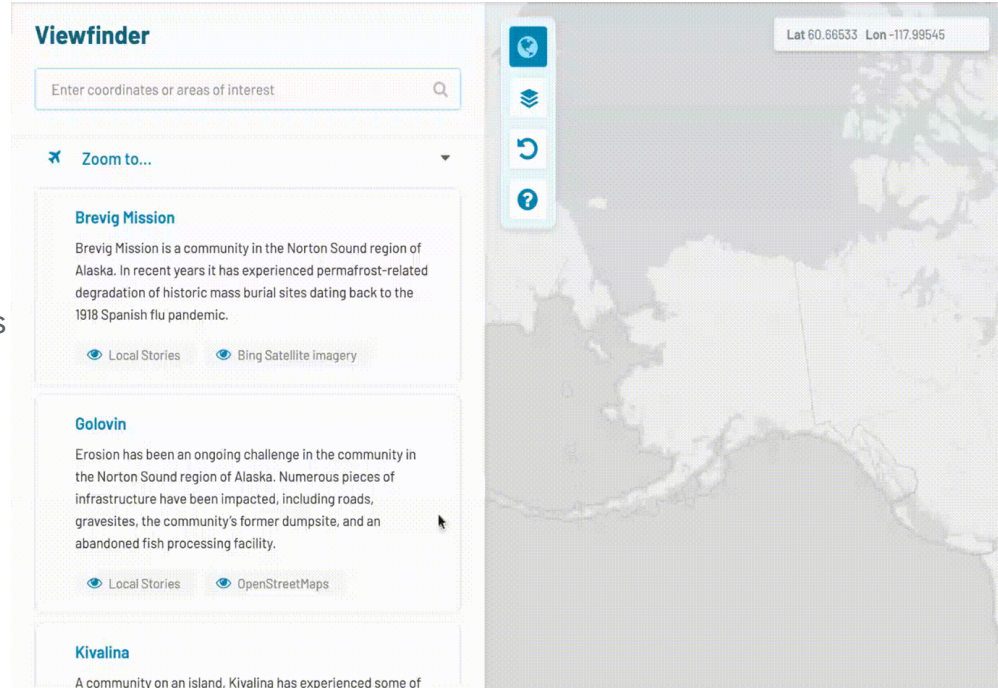 Viewfinder
Enter coordinates or areas of interest
Lat 60.66533 Lon -117.99545
Zoom to...
Brevig Mission
Brevig Mission is a community in the Norton Sound region of
Alaska. In recent years it has experienced permafrost-related
degradation of historic mass burial sites dating back to the
1918 Spanish flu pandemic.
Local Stories
Bing Satellite imagery
s
Golovin
Erosion has been an ongoing challenge in the community in
the Norton Sound region of Alaska. Numerous pieces of
infrastructure have been impacted, including roads,
gravesites, the community's former dumpsite, and an
abandoned fish processing facility.
Local Stories
OpenStreetMaps
Kivalina
A community on an island, Kivalina has experienced some of